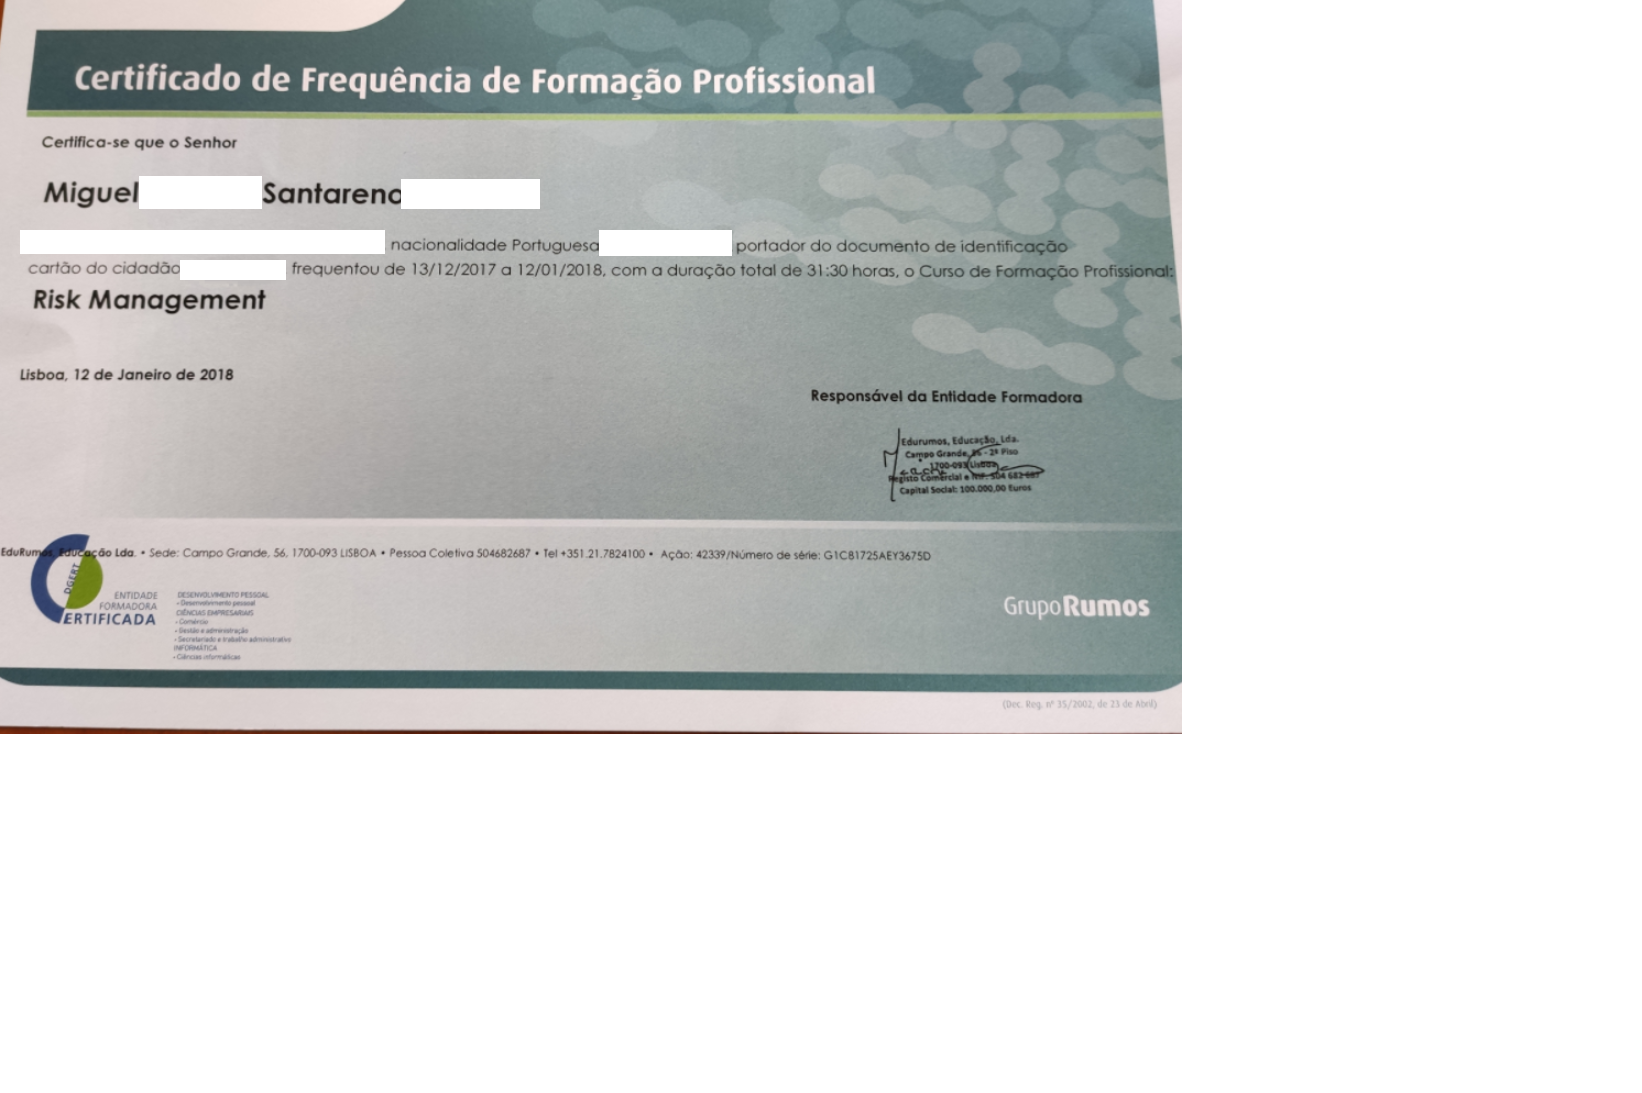 Certificado de Frequência de Formação Profissional
Certifica-se que o Senhor
Miguel Santareno
nacionalidade Portuguesa portador do documento de identificação
cartão do cidadão frequentou de 13/12/2017 a 12/01/2018, com a duração total de 31:30 horas, o Curso de Formação Profissional:
Risk Management
Lisboa, 12 de Janeiro de 2018
Responsável da Entidade Formadora
Edurumos, Educação, Lda.
Campo Grande, - 2º Piso
1700-093 Lisboa
Registo Comercial e NIF: 504 682 687
Capital Social: 100.000,00 Euros
EduRumos, Educação Lda. • Sede: Campo Grande, 56, 1700-093 LISBOA • Pessoa Coletiva 504682687 • Tel +351.21.7824100 • Ação: 42339/Número de série: G1C81725AEY3675D
DGERT
ENTIDADE
FORMADORA
CERTIFICADA
DESENVOLVIMENTO PESSOAL
• Desenvolvimento pessoal
CIÊNCIAS EMPRESARIAIS
• Comércio
• Gestão e administração
• Secretariado e trabalho administrativo
INFORMÁTICA
• Ciências informáticas
GrupoRumos
(Dec. Reg. nº 35/2002, de 23 de Abril)